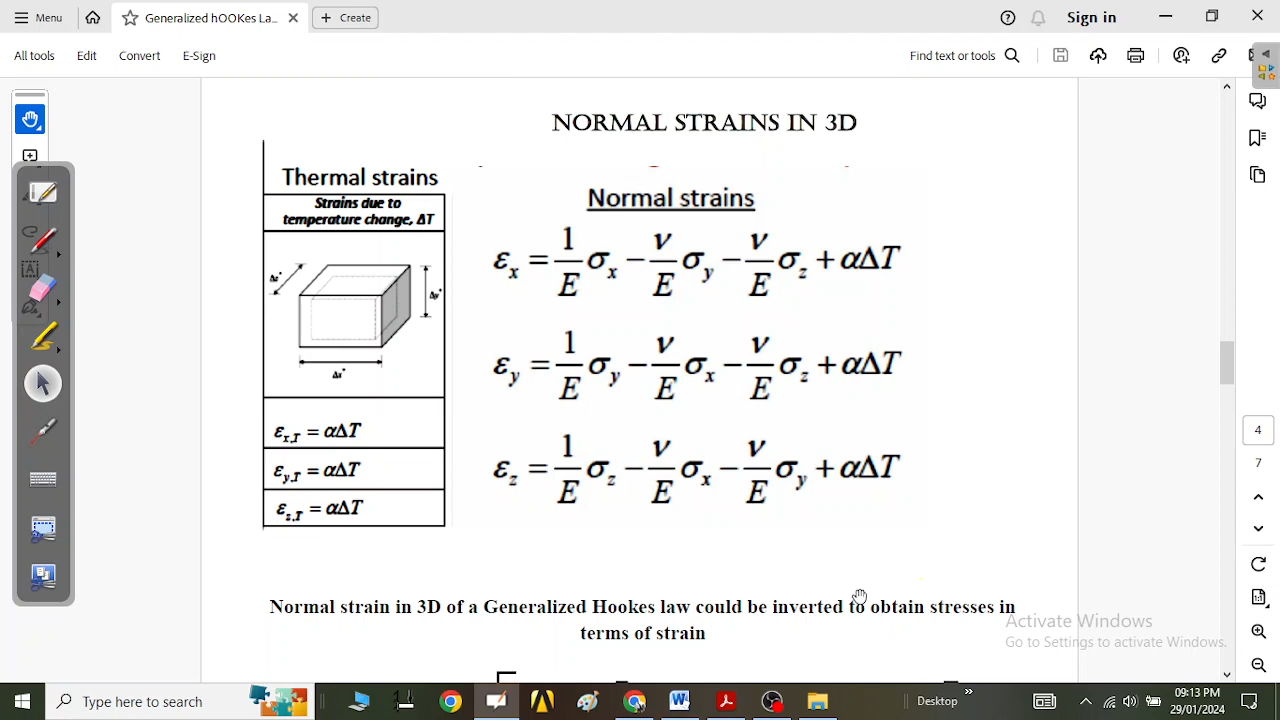 Menu
Generalized hOOKes La...
Create
Sign in
All tools
Edit
Convert
E-Sign
Find text or tools
NORMAL STRAINS IN 3D
Thermal strains
Strains due to
temperature change, ΔT
Δz'
Δy'
Δx'
εx,T = αΔT
εy,T = αΔT
εz,T = αΔT
Normal strains
εx = 1/E σx − ν/E σy − ν/E σz + αΔT
εy = 1/E σy − ν/E σx − ν/E σz + αΔT
εz = 1/E σz − ν/E σx − ν/E σy + αΔT
Normal strain in 3D of a Generalized Hookes law could be inverted to obtain stresses in
terms of strain
4
7
Activate Windows
Go to Settings to activate Windows.
Type here to search
Desktop
09:13 PM
29/01/2024